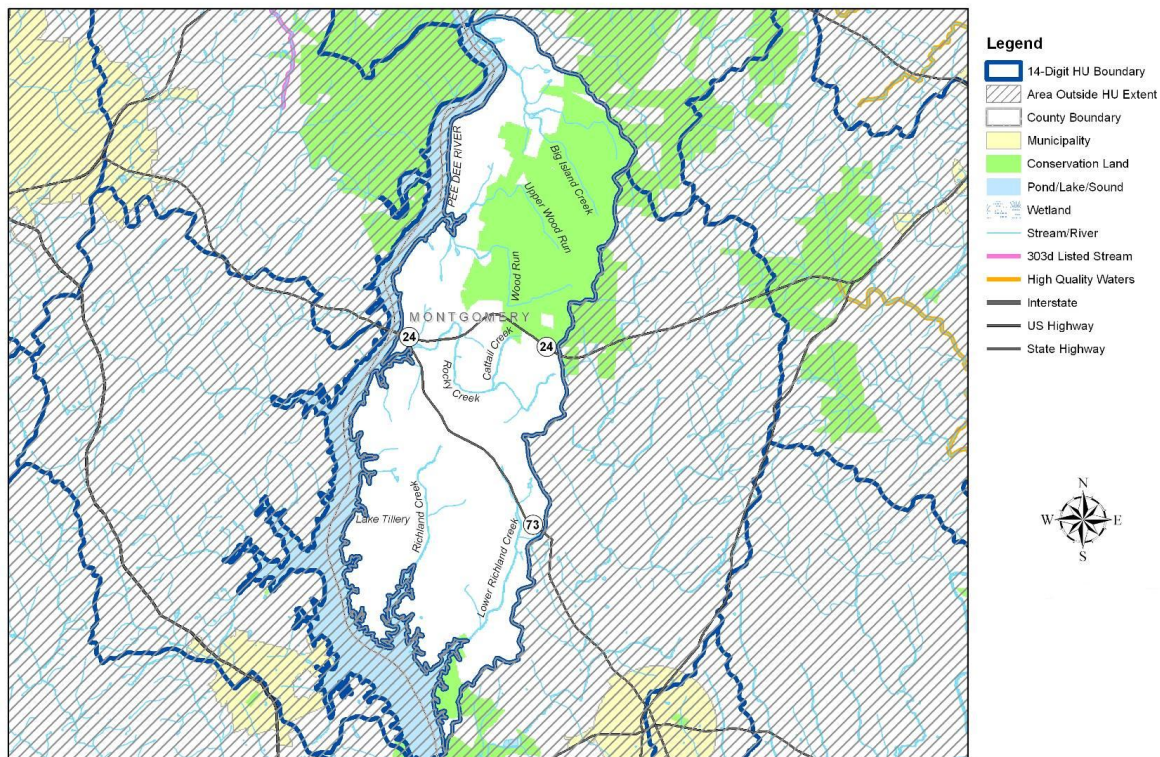 PEE DEE RIVER
Big Island Creek
Upper Wood Run
Wood Run
MONTGOMERY
24
24
Cattail Creek
Rocky Creek
Lake Tillery
Richland Creek
73
Lower Richland Creek
Legend
14-Digit HU Boundary
Area Outside HU Extent
County Boundary
Municipality
Conservation Land
Pond/Lake/Sound
Wetland
Stream/River
303d Listed Stream
High Quality Waters
Interstate
US Highway
State Highway
N
W E
S